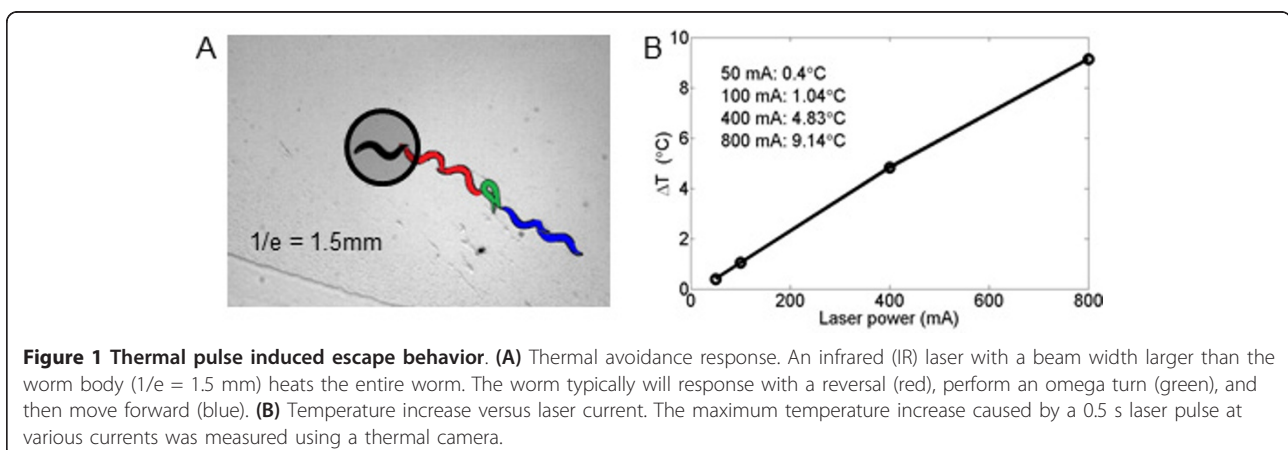 A
1/e = 1.5mm
B
10
8
6
4
2
0
ΔT (°C)
50 mA: 0.4°C
100 mA: 1.04°C
400 mA: 4.83°C
800 mA: 9.14°C
0 200 400 600 800
Laser power (mA)
Figure 1 Thermal pulse induced escape behavior. (A) Thermal avoidance response. An infrared (IR) laser with a beam width larger than the
worm body (1/e = 1.5 mm) heats the entire worm. The worm typically will response with a reversal (red), perform an omega turn (green), and
then move forward (blue). (B) Temperature increase versus laser current. The maximum temperature increase caused by a 0.5 s laser pulse at
various currents was measured using a thermal camera.